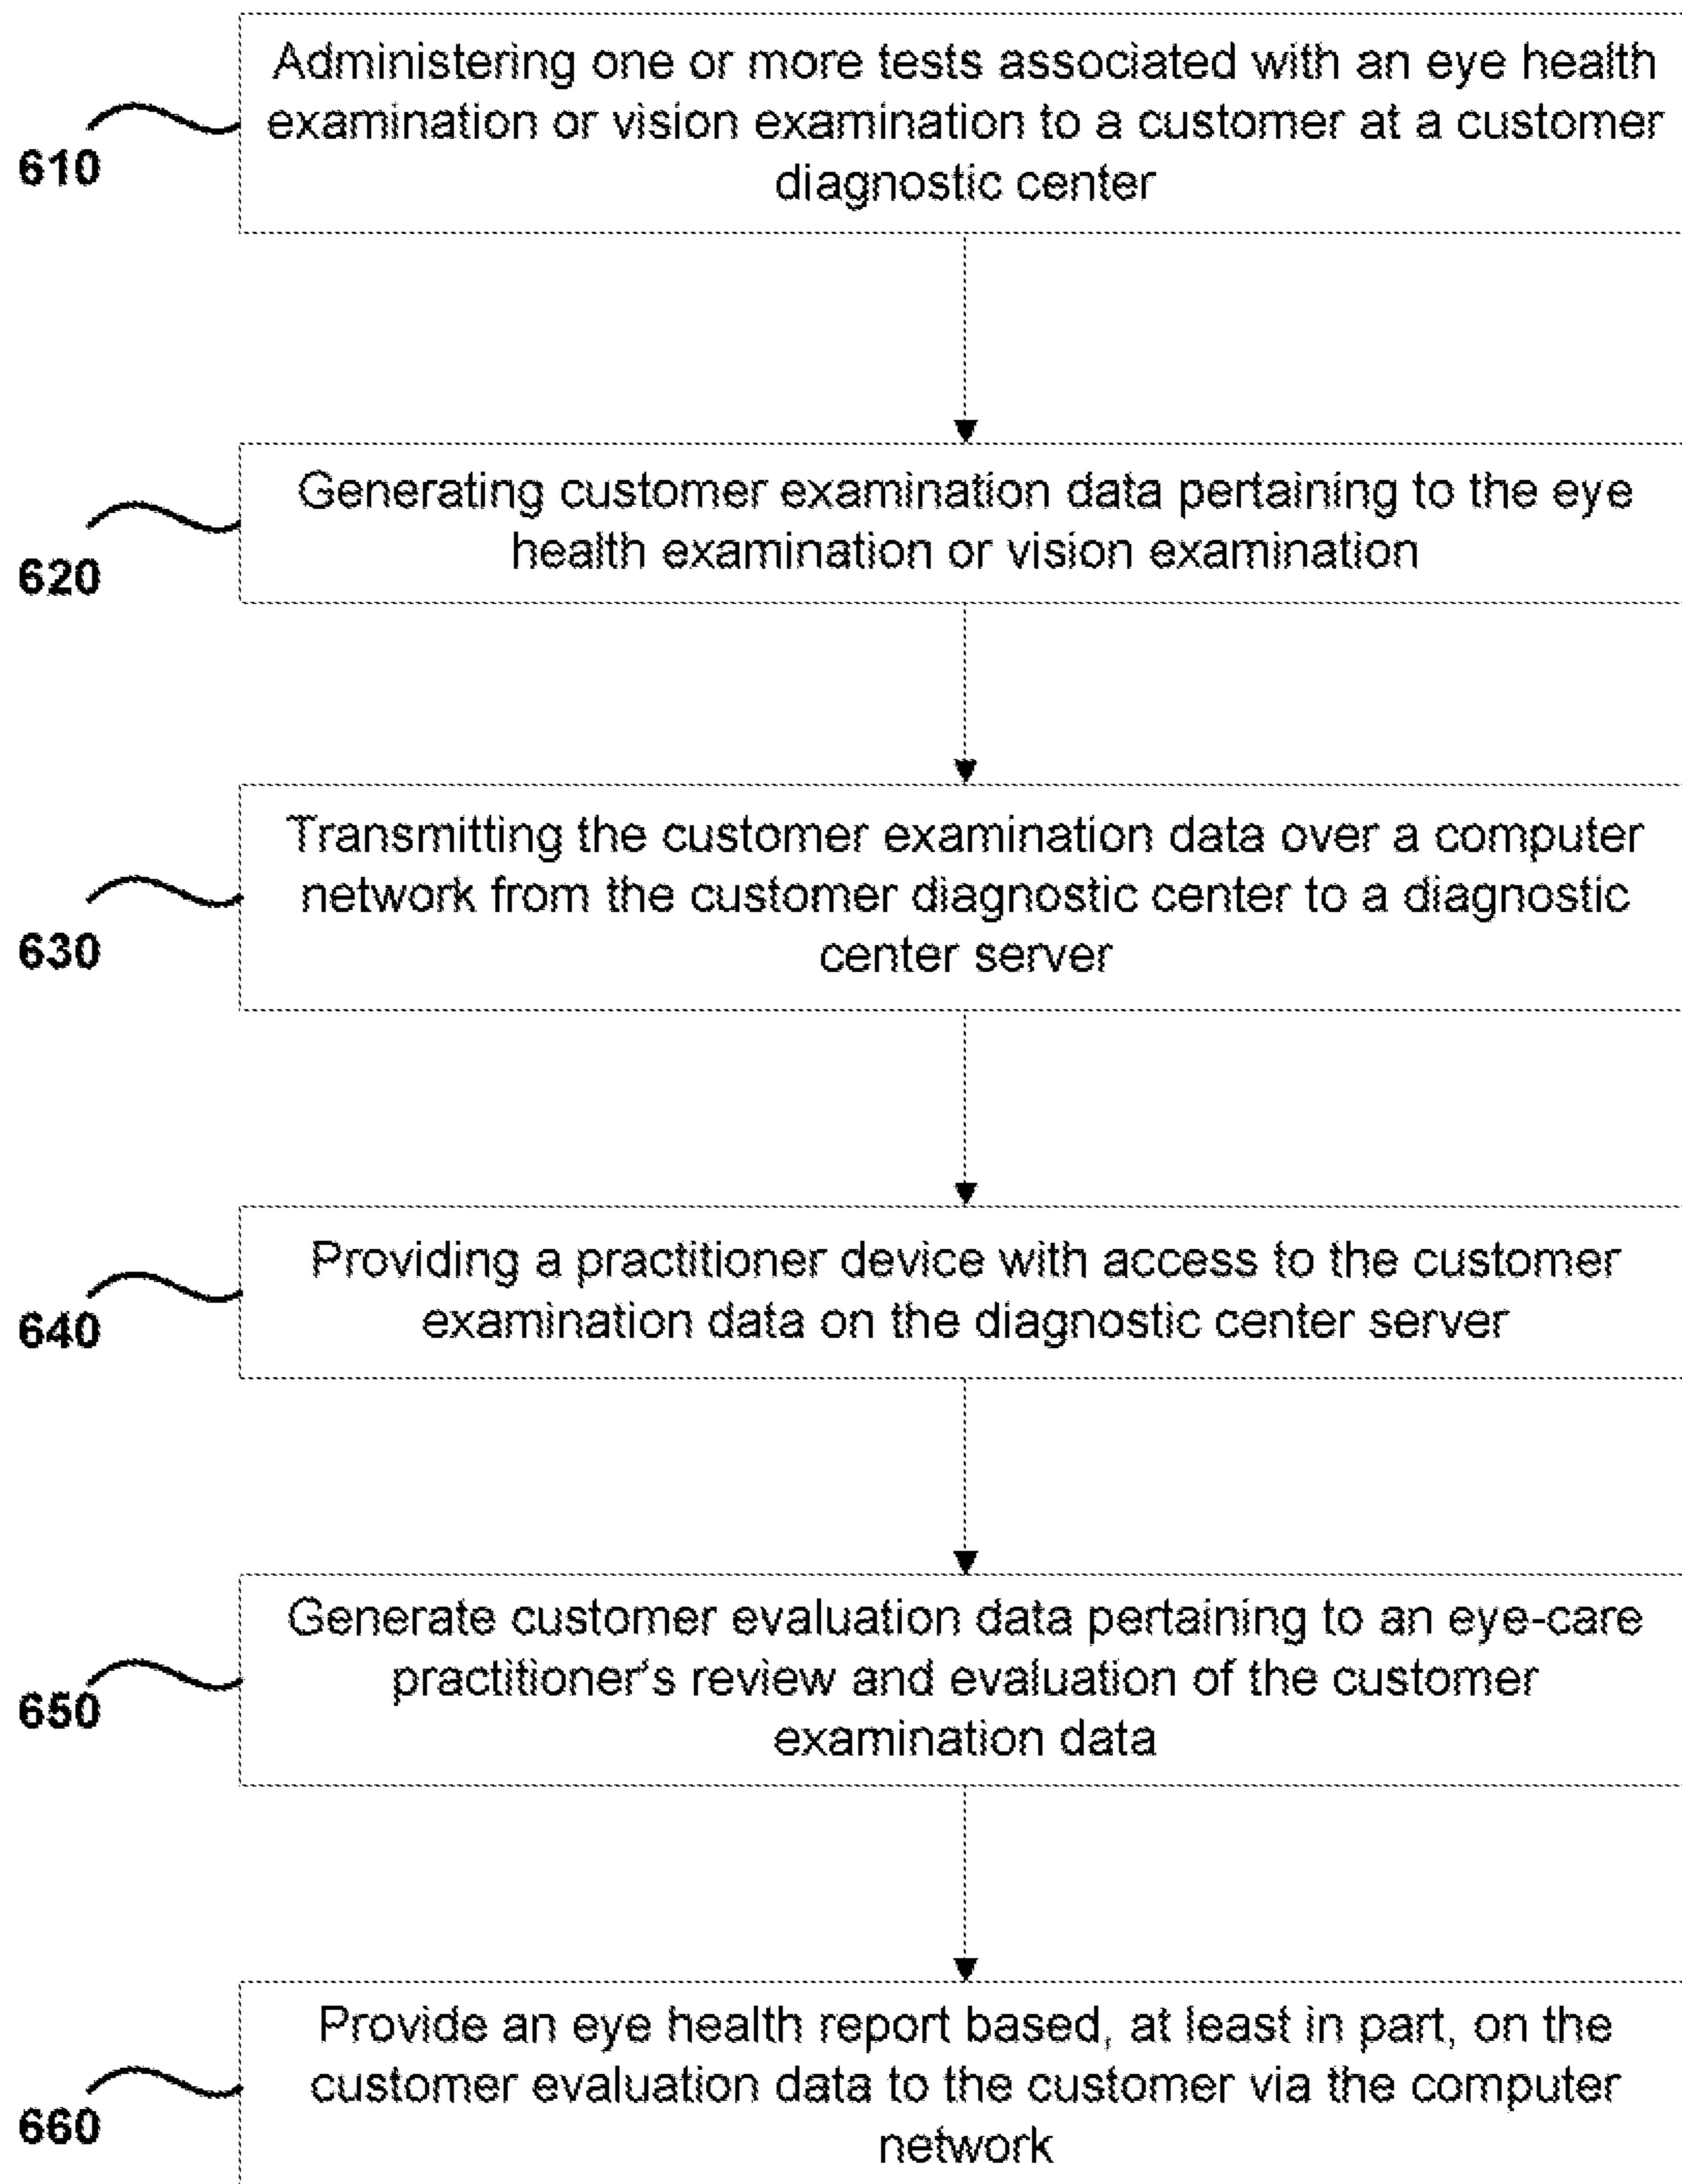 Administering one or more tests associated with an eye health
examination or vision examination to a customer at a customer
diagnostic center
610
Generating customer examination data pertaining to the eye
health examination or vision examination
620
Transmitting the customer examination data over a computer
network from the customer diagnostic center to a diagnostic
center server
630
Providing a practitioner device with access to the customer
examination data on the diagnostic center server
640
Generate customer evaluation data pertaining to an eye-care
practitioner's review and evaluation of the customer
examination data
650
Provide an eye health report based, at least in part, on the
customer evaluation data to the customer via the computer
network
660